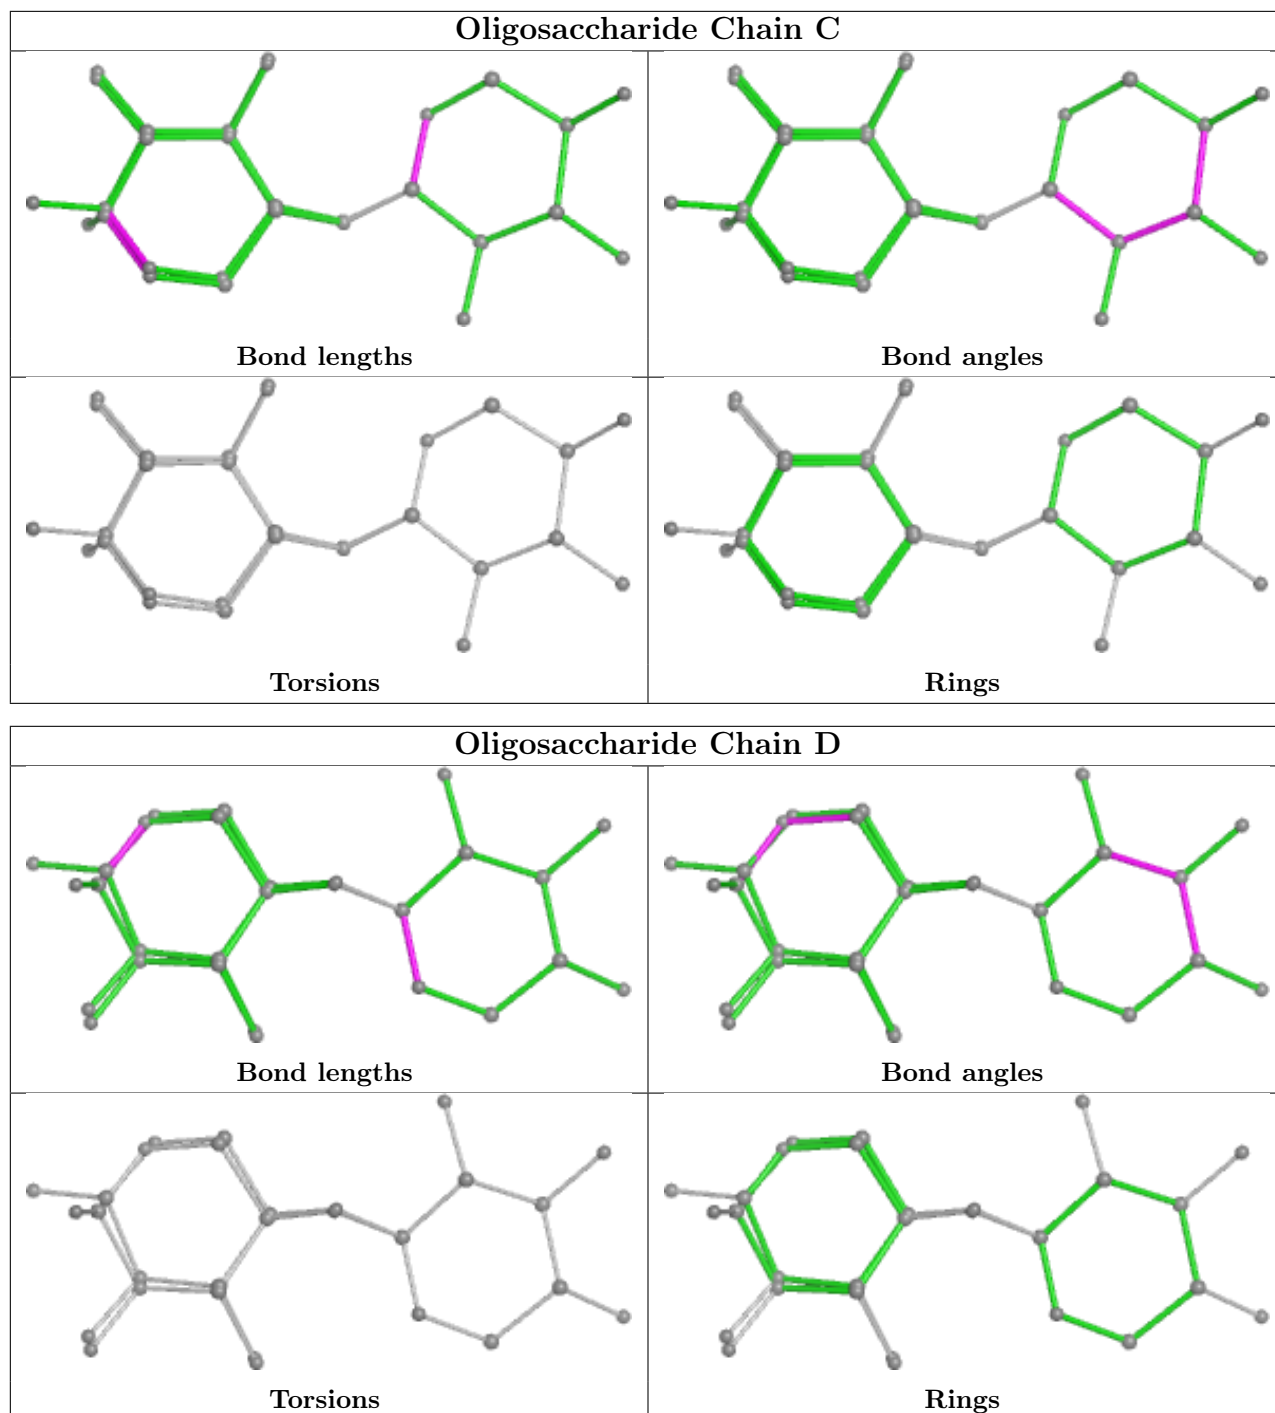 Oligosaccharide Chain C
Bond lengths
Bond angles
Torsions
Rings
Oligosaccharide Chain D
Bond lengths
Bond angles
Torsions
Rings